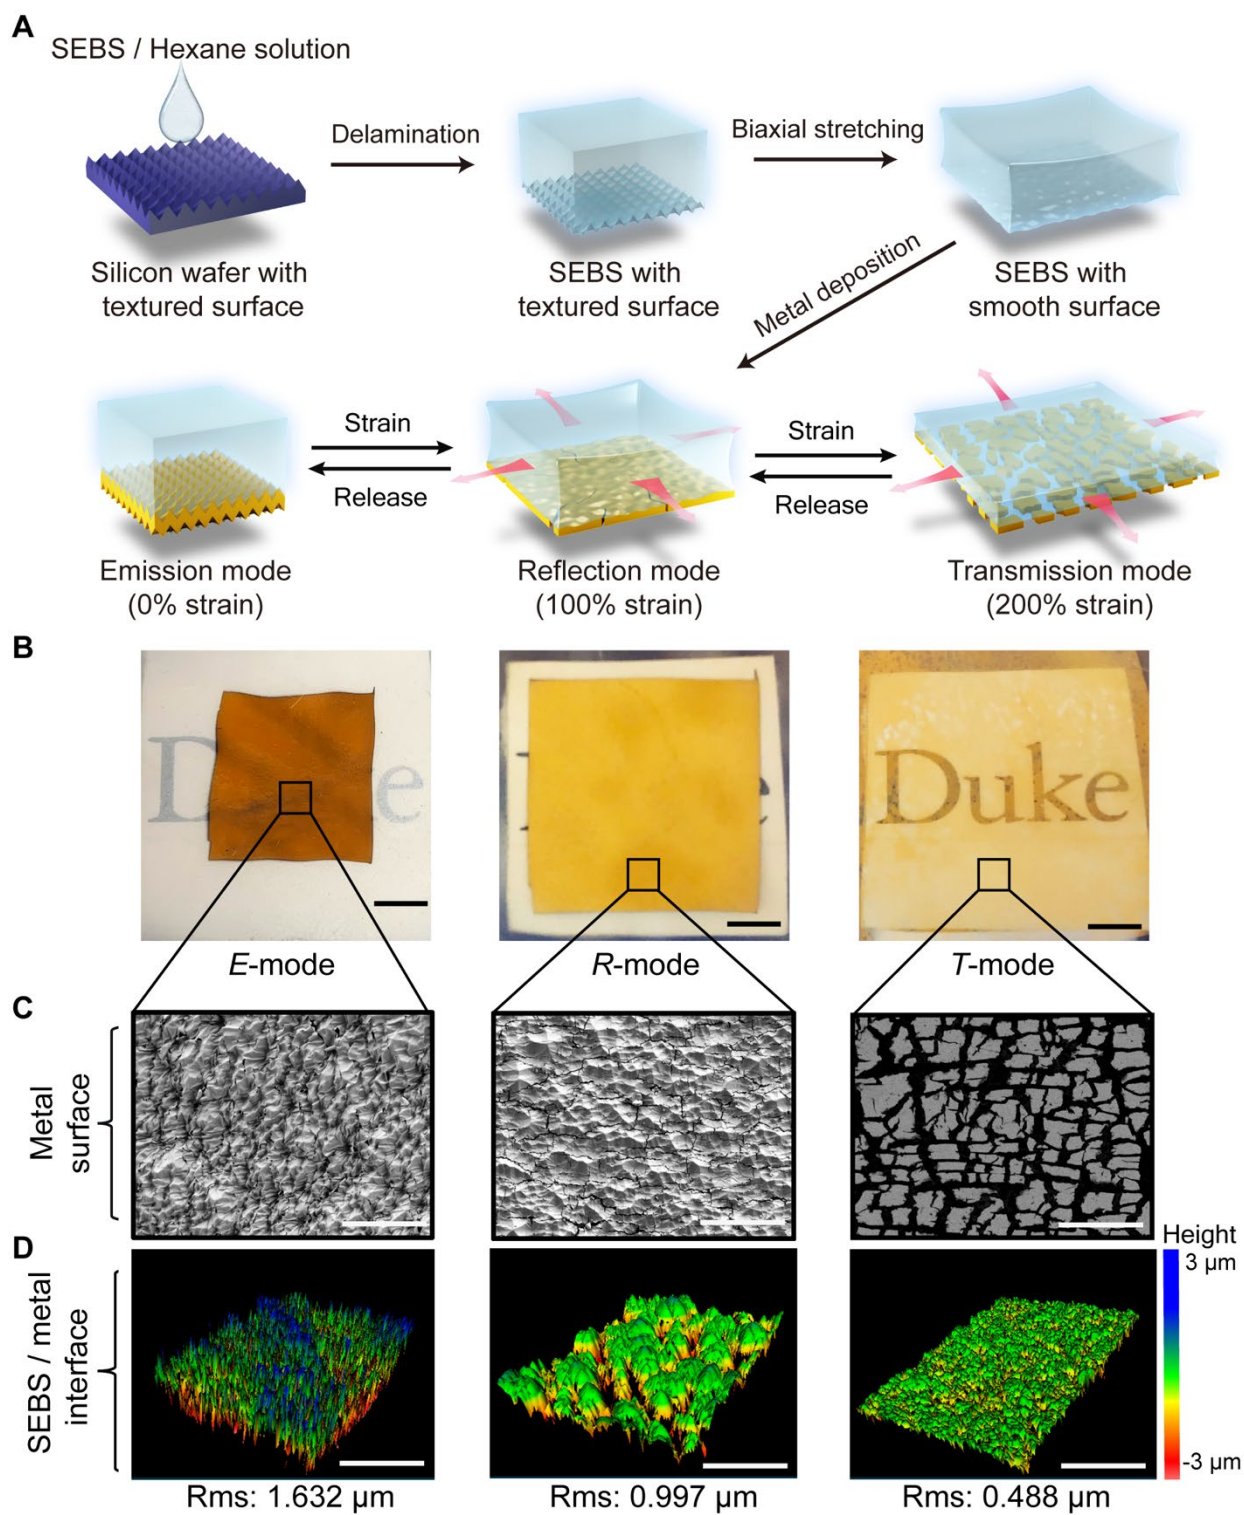 A
SEBS / Hexane solution
Delamination
Biaxial stretching
Silicon wafer with
textured surface
SEBS with
textured surface
SEBS with
smooth surface
Metal deposition
Strain
Release
Strain
Release
Emission mode
(0% strain)
Reflection mode
(100% strain)
Transmission mode
(200% strain)
B
D e
Duke
E-mode
R-mode
T-mode
C
Metal
surface
D
SEBS / metal
interface
Height
3 µm
-3 µm
Rms: 1.632 µm
Rms: 0.997 µm
Rms: 0.488 µm